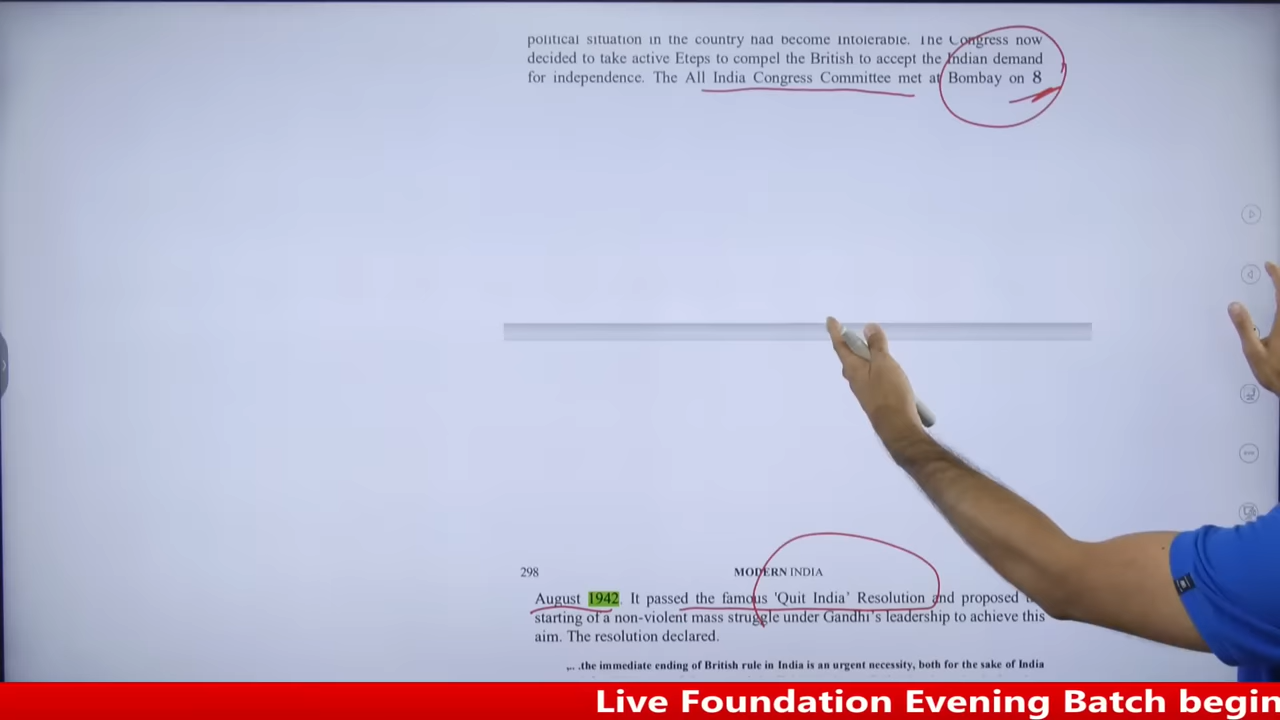 political situation in the country had become intolerable. The Congress now
decided to take active Eteps to compel the British to accept the Indian demand
for independence. The All India Congress Committee met at Bombay on 8
298 MODERN INDIA
August 1942. It passed the famous 'Quit India' Resolution and proposed
starting of a non-violent mass struggle under Gandhi's leadership to achieve this
aim. The resolution declared.
,.. .the immediate ending of British rule in India is an urgent necessity, both for the sake of India
Live Foundation Evening Batch begin